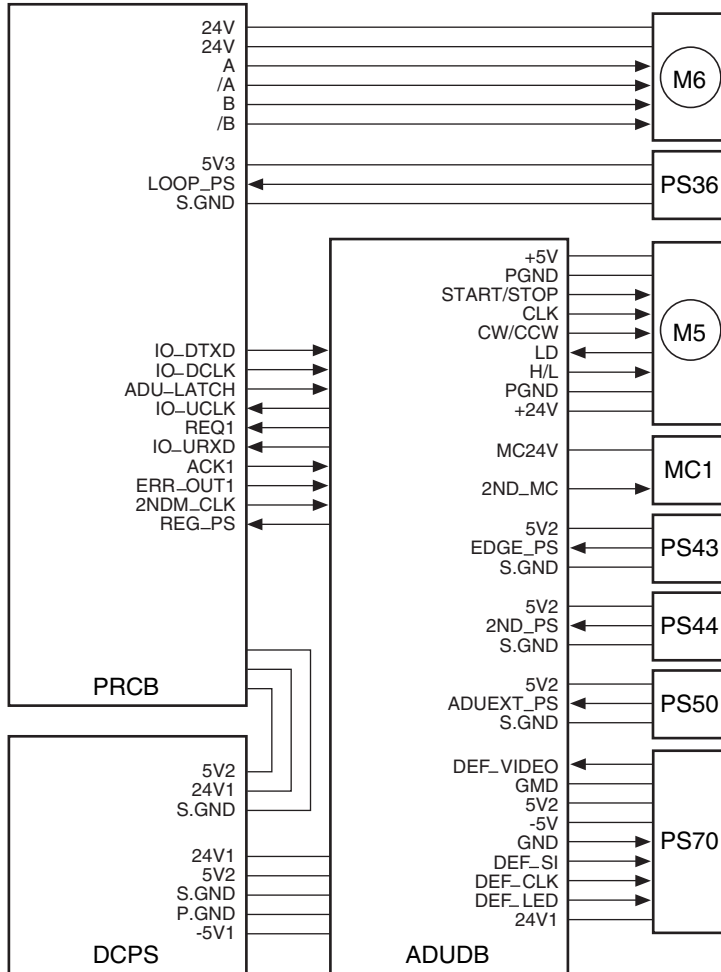 24V
24V
A
/A
B
/B
M6
5V3
LOOP_PS
S.GND
PS36
+5V
PGND
START/STOP
CLK
CW/CCW
LD
H/L
PGND
+24V
M5
IO_DTXD
IO_DCLK
ADU_LATCH
IO_UCLK
REQ1
IO_URXD
ACK1
ERR_OUT1
2NDM_CLK
REG_PS
MC24V
2ND_MC
MC1
5V2
EDGE_PS
S.GND
PS43
5V2
2ND_PS
S.GND
PS44
PRCB
5V2
ADUEXT_PS
S.GND
PS50
5V2
24V1
S.GND
24V1
5V2
S.GND
P.GND
-5V1
DCPS
DEF_VIDEO
GMD
5V2
-5V
GND
DEF_SI
DEF_CLK
DEF_LED
24V1
PS70
ADUDB